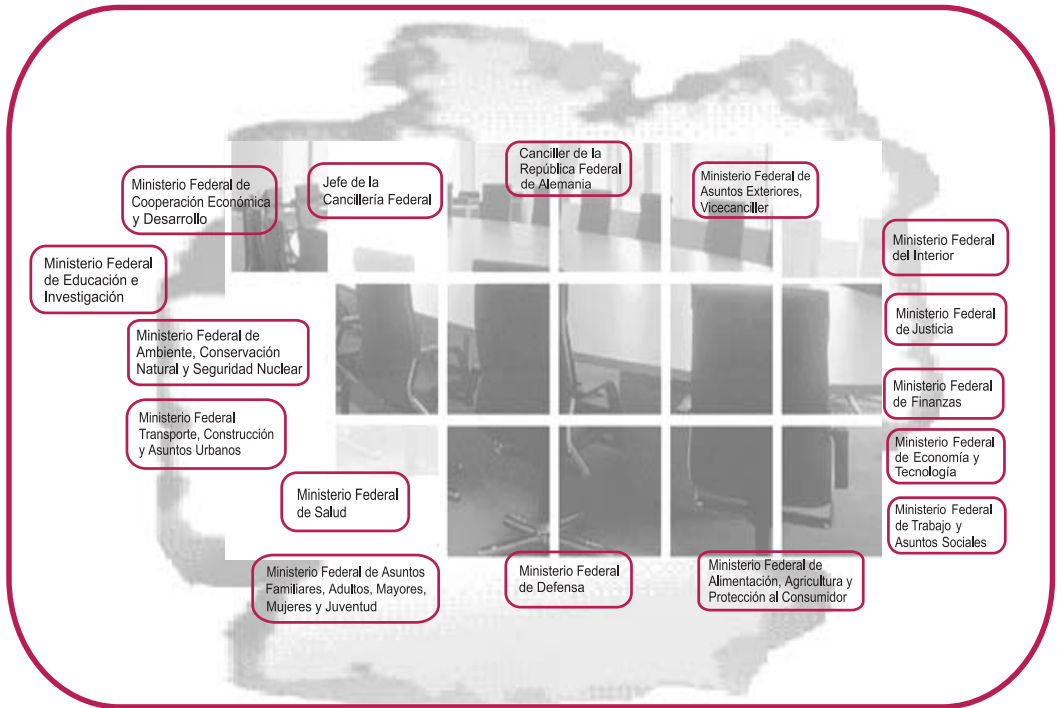 Canciller de la
República Federal
de Alemania
Ministerio Federal de
Asuntos Exteriores,
Vicecanciller
Ministerio Federal
del Interior
Ministerio Federal
de Justicia
Ministerio Federal
de Finanzas
Ministerio Federal
de Economía y
Tecnología
Ministerio Federal
de Trabajo y
Asuntos Sociales
Ministerio Federal de
Alimentación, Agricultura y
Protección al Consumidor
Ministerio Federal
de Defensa
Ministerio Federal de Asuntos
Familiares, Adultos, Mayores,
Mujeres y Juventud
Ministerio Federal
de Salud
Ministerio Federal
Transporte, Construcción
y Asuntos Urbanos
Ministerio Federal de
Ambiente, Conservación
Natural y Seguridad Nuclear
Ministerio Federal
de Educación e
Investigación
Ministerio Federal de
Cooperación Económica
y Desarrollo
Jefe de la
Cancillería Federal